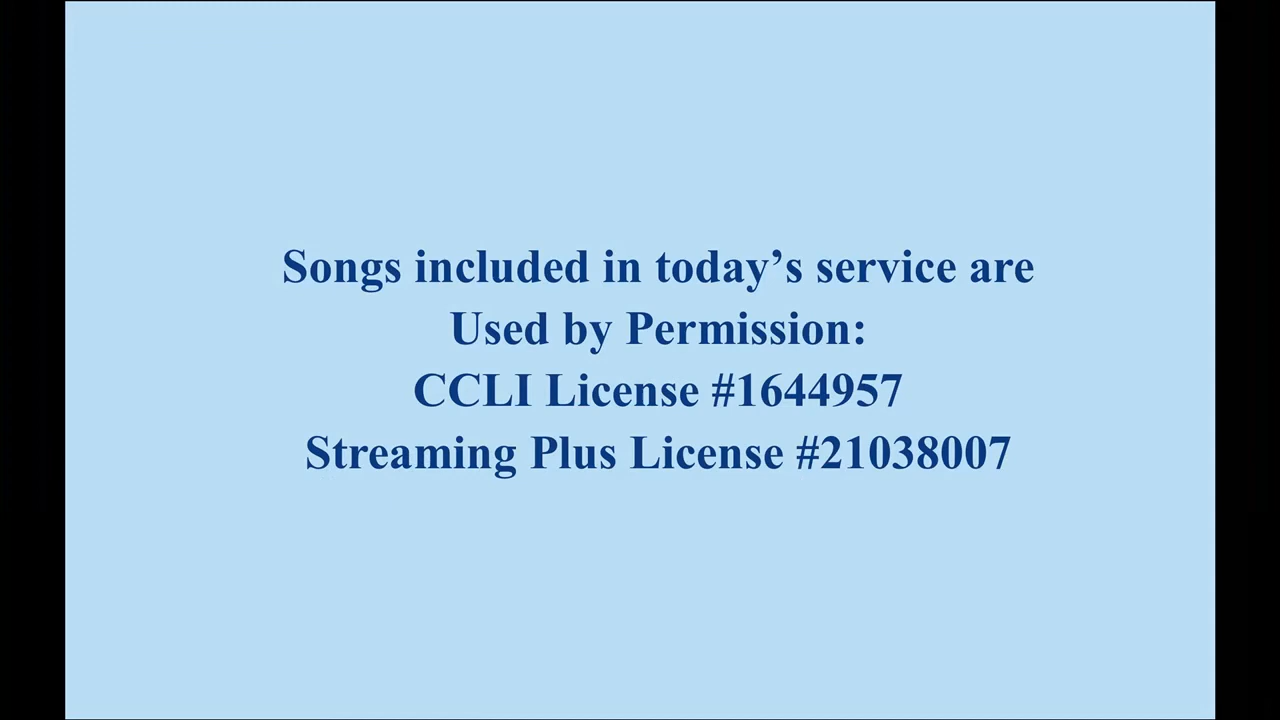 Songs included in today’s service are
Used by Permission:
CCLI License #1644957
Streaming Plus License #21038007